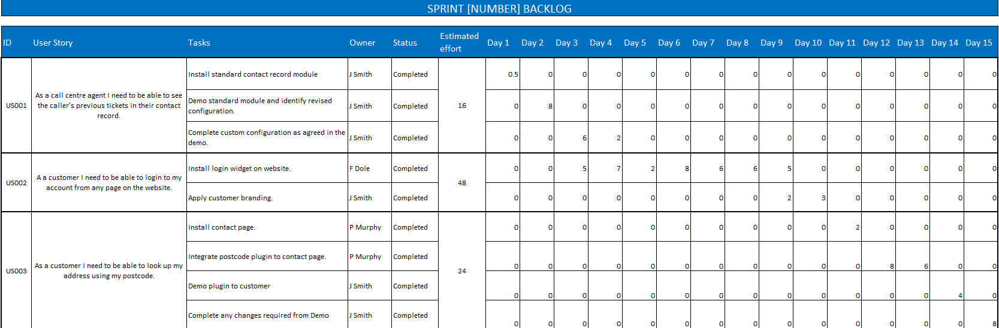 SPRINT [NUMBER] BACKLOG
ID User Story Tasks Owner Status Estimated effort Day 1 Day 2 Day 3 Day 4 Day 5 Day 6 Day 7 Day 8 Day 9 Day 10 Day 11 Day 12 Day 13 Day 14 Day 15
US001
As a call centre agent I need to be able to see
the caller's previous tickets in their contact
record.
Install standard contact record module J Smith Completed 16 0.5 0 0 0 0 0 0 0 0 0 0 0 0 0 0
Demo standard module and identify revised
configuration. J Smith Completed 0 8 0 0 0 0 0 0 0 0 0 0 0 0 0
Complete custom configuration as agreed in the
demo. J Smith Completed 0 0 6 2 0 0 0 0 0 0 0 0 0 0 0
US002
A a customer I need to be able to login to my
account from any page on the website.
Install login widget on website. F Dole Completed 48 0 0 5 7 2 8 6 6 5 0 0 0 0 0 0
Apply customer branding. J Smith Completed 0 0 0 0 0 0 0 0 2 3 0 0 0 0 0
US003
As a customer I need to be able to look up my
address using my postcode.
Install contact page. P Murphy Completed 24 0 0 0 0 0 0 0 0 0 0 2 0 0 0 0
Integrate postcode plugin to contact page. P Murphy Completed 0 0 0 0 0 0 0 0 0 0 0 8 6 0 0
Demo plugin to customer J Smith Completed 0 0 0 0 0 0 0 0 0 0 0 0 0 4 0
Complete any changes required from Demo J Smith Completed 0 0 0 0 0 0 0 0 0 0 0 0 0 0 8